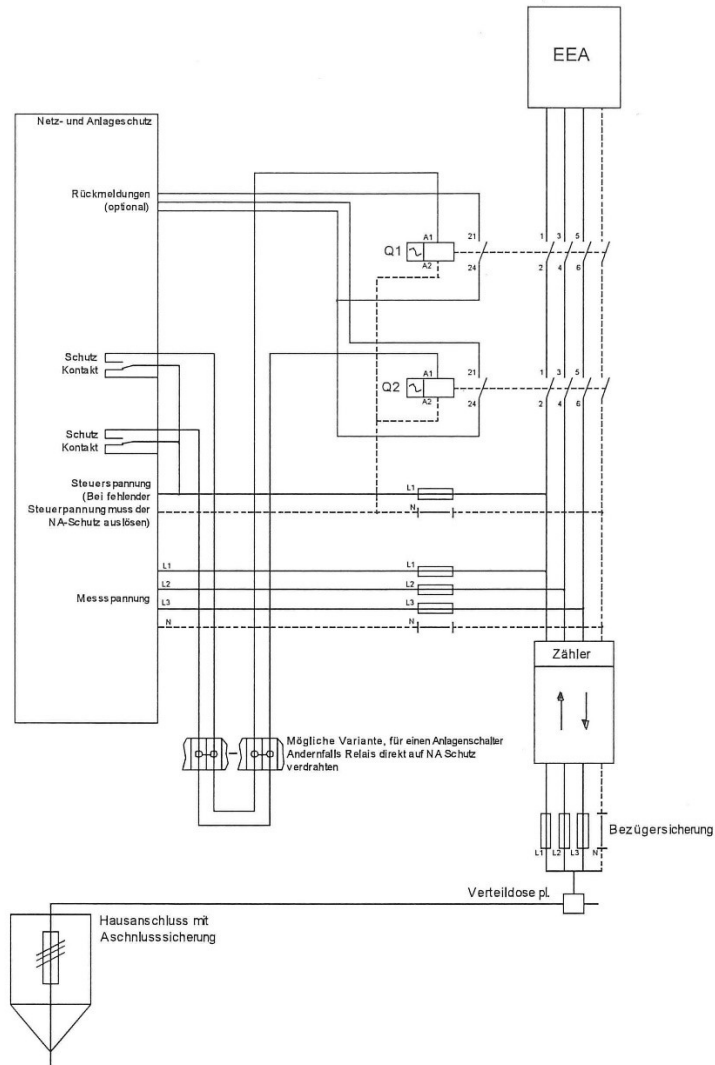 EEA
Netz- und Anlageschutz
Rückmeldungen
(optional)
A1
Q1
A2
21
24
1
3
5
2
4
6
A1
Q2
A2
21
24
1
3
5
2
4
6
Schutz
Kontakt
Schutz
Kontakt
Steuerspannung
(Bei fehlender
Steuerpannung muss der
NA-Schutz auslösen)
L1
N
Messspannung
L1
L2
L3
N
L1
L2
L3
N
Zähler
Mögliche Variante, für einen Anlagenschalter
Andernfalls Relais direkt auf NA Schutz
verdrahten
Bezügersicherung
L1
L2
L3
N
Verteildose pl.
Hausanschluss mit
Aschnlusssicherung